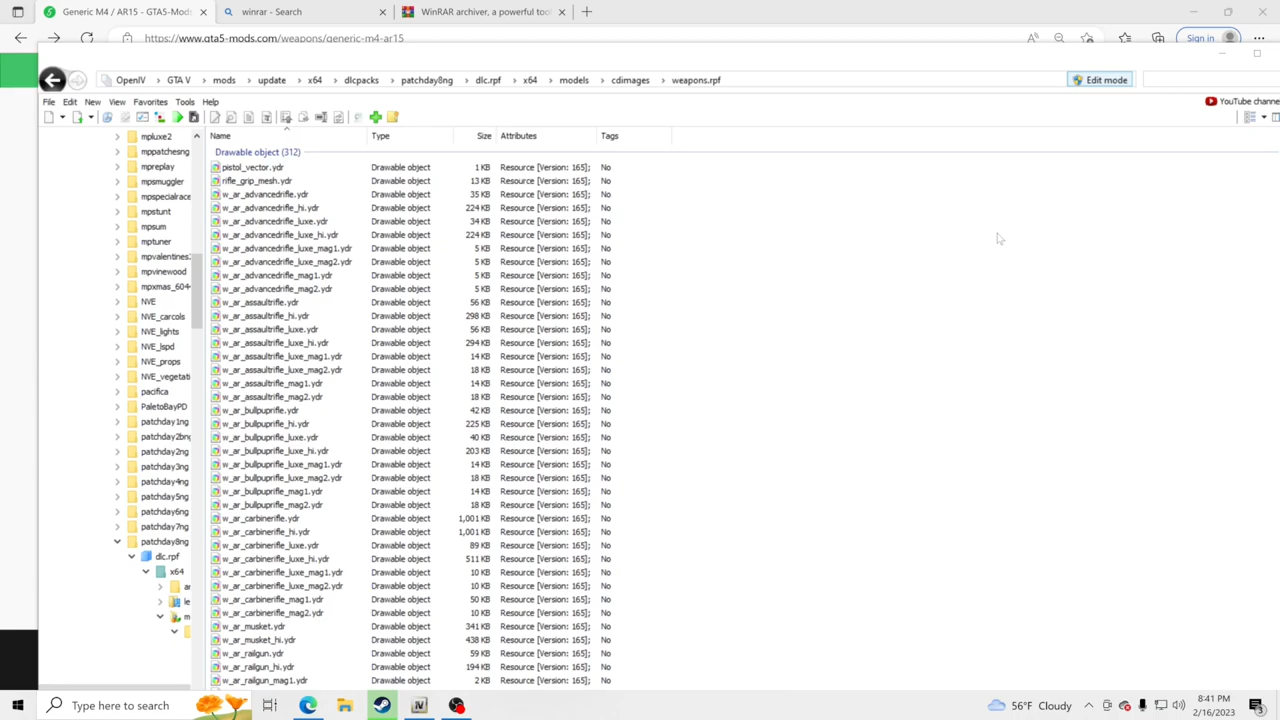 Generic M4 / AR15 - GTA5-Mods
winrar - Search
WinRAR archiver, a powerful tool
https://www.gta5-mods.com/weapons/generic-m4-ar15
Sign in
OpenIV
GTA V
mods
update
x64
dlcpacks
patchday8ng
dlc.rpf
x64
models
cdimages
weapons.rpf
Edit mode
File Edit New View Favorites Tools Help
YouTube channe
Name Type Size Attributes Tags
Drawable object (312)
pistol_vector.ydr Drawable object 1 KB Resource [Version: 165]; No
rifle_grip_mesh.ydr Drawable object 13 KB Resource [Version: 165]; No
w_ar_advancedrifle.ydr Drawable object 35 KB Resource [Version: 165]; No
w_ar_advancedrifle_hi.ydr Drawable object 224 KB Resource [Version: 165]; No
w_ar_advancedrifle_luxe.ydr Drawable object 34 KB Resource [Version: 165]; No
w_ar_advancedrifle_luxe_hi.ydr Drawable object 224 KB Resource [Version: 165]; No
w_ar_advancedrifle_luxe_mag1.ydr Drawable object 5 KB Resource [Version: 165]; No
w_ar_advancedrifle_luxe_mag2.ydr Drawable object 5 KB Resource [Version: 165]; No
w_ar_advancedrifle_mag1.ydr Drawable object 5 KB Resource [Version: 165]; No
w_ar_advancedrifle_mag2.ydr Drawable object 5 KB Resource [Version: 165]; No
w_ar_assaultrifle.ydr Drawable object 56 KB Resource [Version: 165]; No
w_ar_assaultrifle_hi.ydr Drawable object 298 KB Resource [Version: 165]; No
w_ar_assaultrifle_luxe.ydr Drawable object 56 KB Resource [Version: 165]; No
w_ar_assaultrifle_luxe_hi.ydr Drawable object 294 KB Resource [Version: 165]; No
w_ar_assaultrifle_luxe_mag1.ydr Drawable object 14 KB Resource [Version: 165]; No
w_ar_assaultrifle_luxe_mag2.ydr Drawable object 18 KB Resource [Version: 165]; No
w_ar_assaultrifle_mag1.ydr Drawable object 14 KB Resource [Version: 165]; No
w_ar_assaultrifle_mag2.ydr Drawable object 18 KB Resource [Version: 165]; No
w_ar_bullpuprifle.ydr Drawable object 42 KB Resource [Version: 165]; No
w_ar_bullpuprifle_hi.ydr Drawable object 225 KB Resource [Version: 165]; No
w_ar_bullpuprifle_luxe.ydr Drawable object 40 KB Resource [Version: 165]; No
w_ar_bullpuprifle_luxe_hi.ydr Drawable object 203 KB Resource [Version: 165]; No
w_ar_bullpuprifle_luxe_mag1.ydr Drawable object 14 KB Resource [Version: 165]; No
w_ar_bullpuprifle_luxe_mag2.ydr Drawable object 18 KB Resource [Version: 165]; No
w_ar_bullpuprifle_mag1.ydr Drawable object 14 KB Resource [Version: 165]; No
w_ar_bullpuprifle_mag2.ydr Drawable object 18 KB Resource [Version: 165]; No
w_ar_carbinerifle.ydr Drawable object 1,001 KB Resource [Version: 165]; No
w_ar_carbinerifle_hi.ydr Drawable object 1,001 KB Resource [Version: 165]; No
w_ar_carbinerifle_luxe.ydr Drawable object 89 KB Resource [Version: 165]; No
w_ar_carbinerifle_luxe_hi.ydr Drawable object 511 KB Resource [Version: 165]; No
w_ar_carbinerifle_luxe_mag1.ydr Drawable object 10 KB Resource [Version: 165]; No
w_ar_carbinerifle_luxe_mag2.ydr Drawable object 10 KB Resource [Version: 165]; No
w_ar_carbinerifle_mag1.ydr Drawable object 50 KB Resource [Version: 165]; No
w_ar_carbinerifle_mag2.ydr Drawable object 10 KB Resource [Version: 165]; No
w_ar_musket.ydr Drawable object 341 KB Resource [Version: 165]; No
w_ar_musket_hi.ydr Drawable object 438 KB Resource [Version: 165]; No
w_ar_railgun.ydr Drawable object 59 KB Resource [Version: 165]; No
w_ar_railgun_hi.ydr Drawable object 194 KB Resource [Version: 165]; No
w_ar_railgun_mag1.ydr Drawable object 2 KB Resource [Version: 165]; No
mpluxe2
mppatchesng
mpreplay
mpsmuggler
mpspecialrace
mpstunt
mpsum
mptuner
mpvalentines2
mpvinewood
mpxmas_604
NVE
NVE_carcols
NVE_lights
NVE_lspd
NVE_props
NVE_vegetati
pacifica
PaletoBayPD
patchday1ng
patchday2bng
patchday2ng
patchday3ng
patchday4ng
patchday5ng
patchday6ng
patchday7ng
patchday8ng
dlc.rpf
x64
le
m
Type here to search
IV
56°F Cloudy
8:41 PM
2/16/2023
3